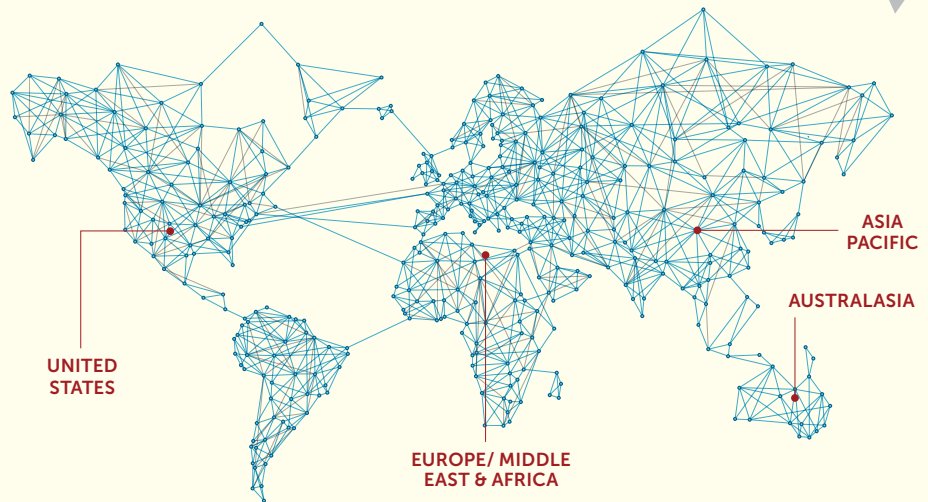 ASIA
PACIFIC
AUSTRALASIA
UNITED
STATES
EUROPE/ MIDDLE
EAST & AFRICA